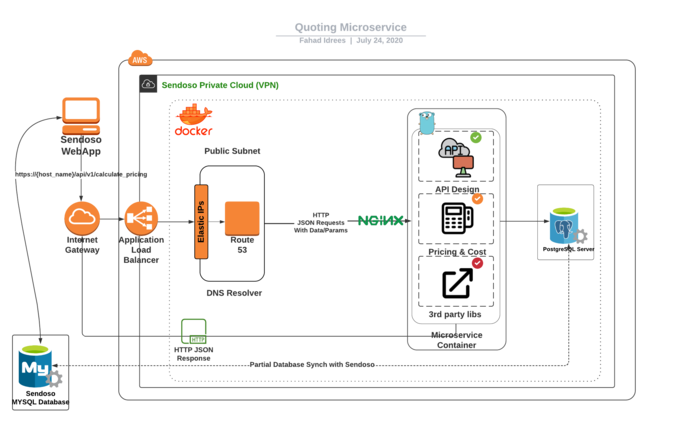 Quoting Microservice
Fahad Idrees | July 24, 2020
AWS
Sendoso Private Cloud (VPN)
docker
Public Subnet
Sendoso
WebApp
https://{host_name}/api/v1/calculate_pricing
Internet
Gateway
Application
Load
Balancer
Elastic IPs
Route
53
DNS Resolver
HTTP
JSON Requests
With Data/Params
NGINX
API
API Design
Pricing & Cost
3rd party libs
Microservice
Container
PostgreSQL Server
HTTP
HTTP JSON
Response
Partial Database Synch with Sendoso
My
Sendoso
MYSQL Database